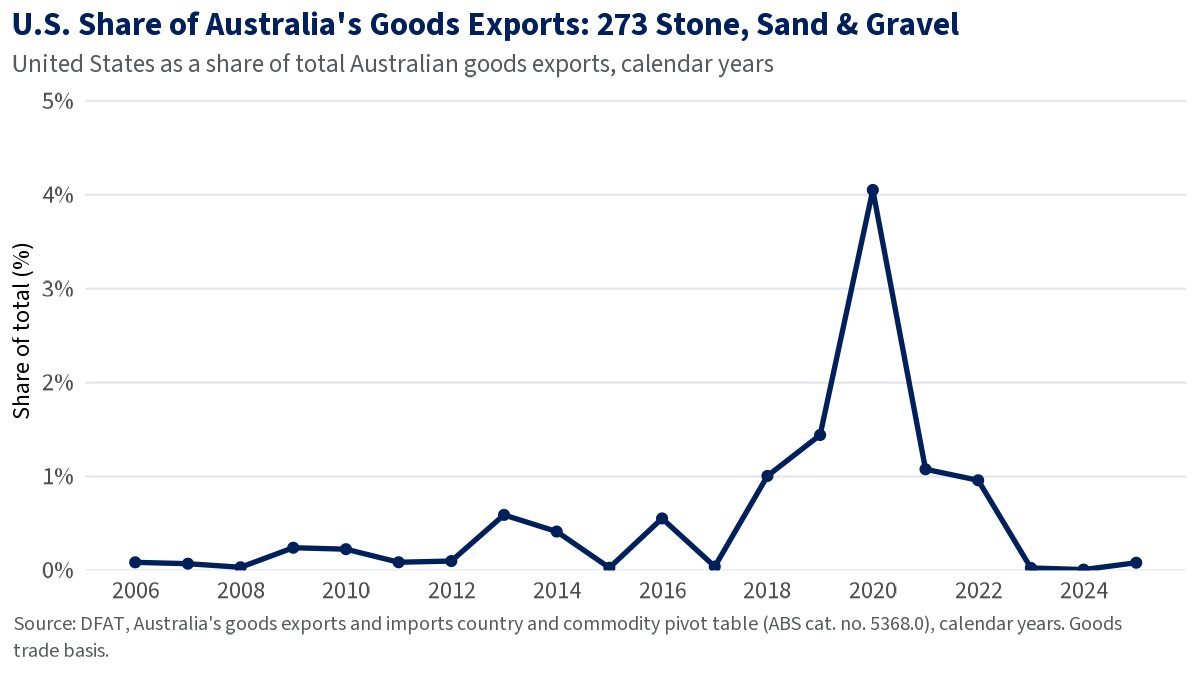 U.S. Share of Australia's Goods Exports: 273 Stone, Sand & Gravel
United States as a share of total Australian goods exports, calendar years
5%
4%
3%
2%
1%
0%
Share of total (%)
2006 2008 2010 2012 2014 2016 2018 2020 2022 2024
Source: DFAT, Australia's goods exports and imports country and commodity pivot table (ABS cat. no. 5368.0), calendar years. Goods
trade basis.